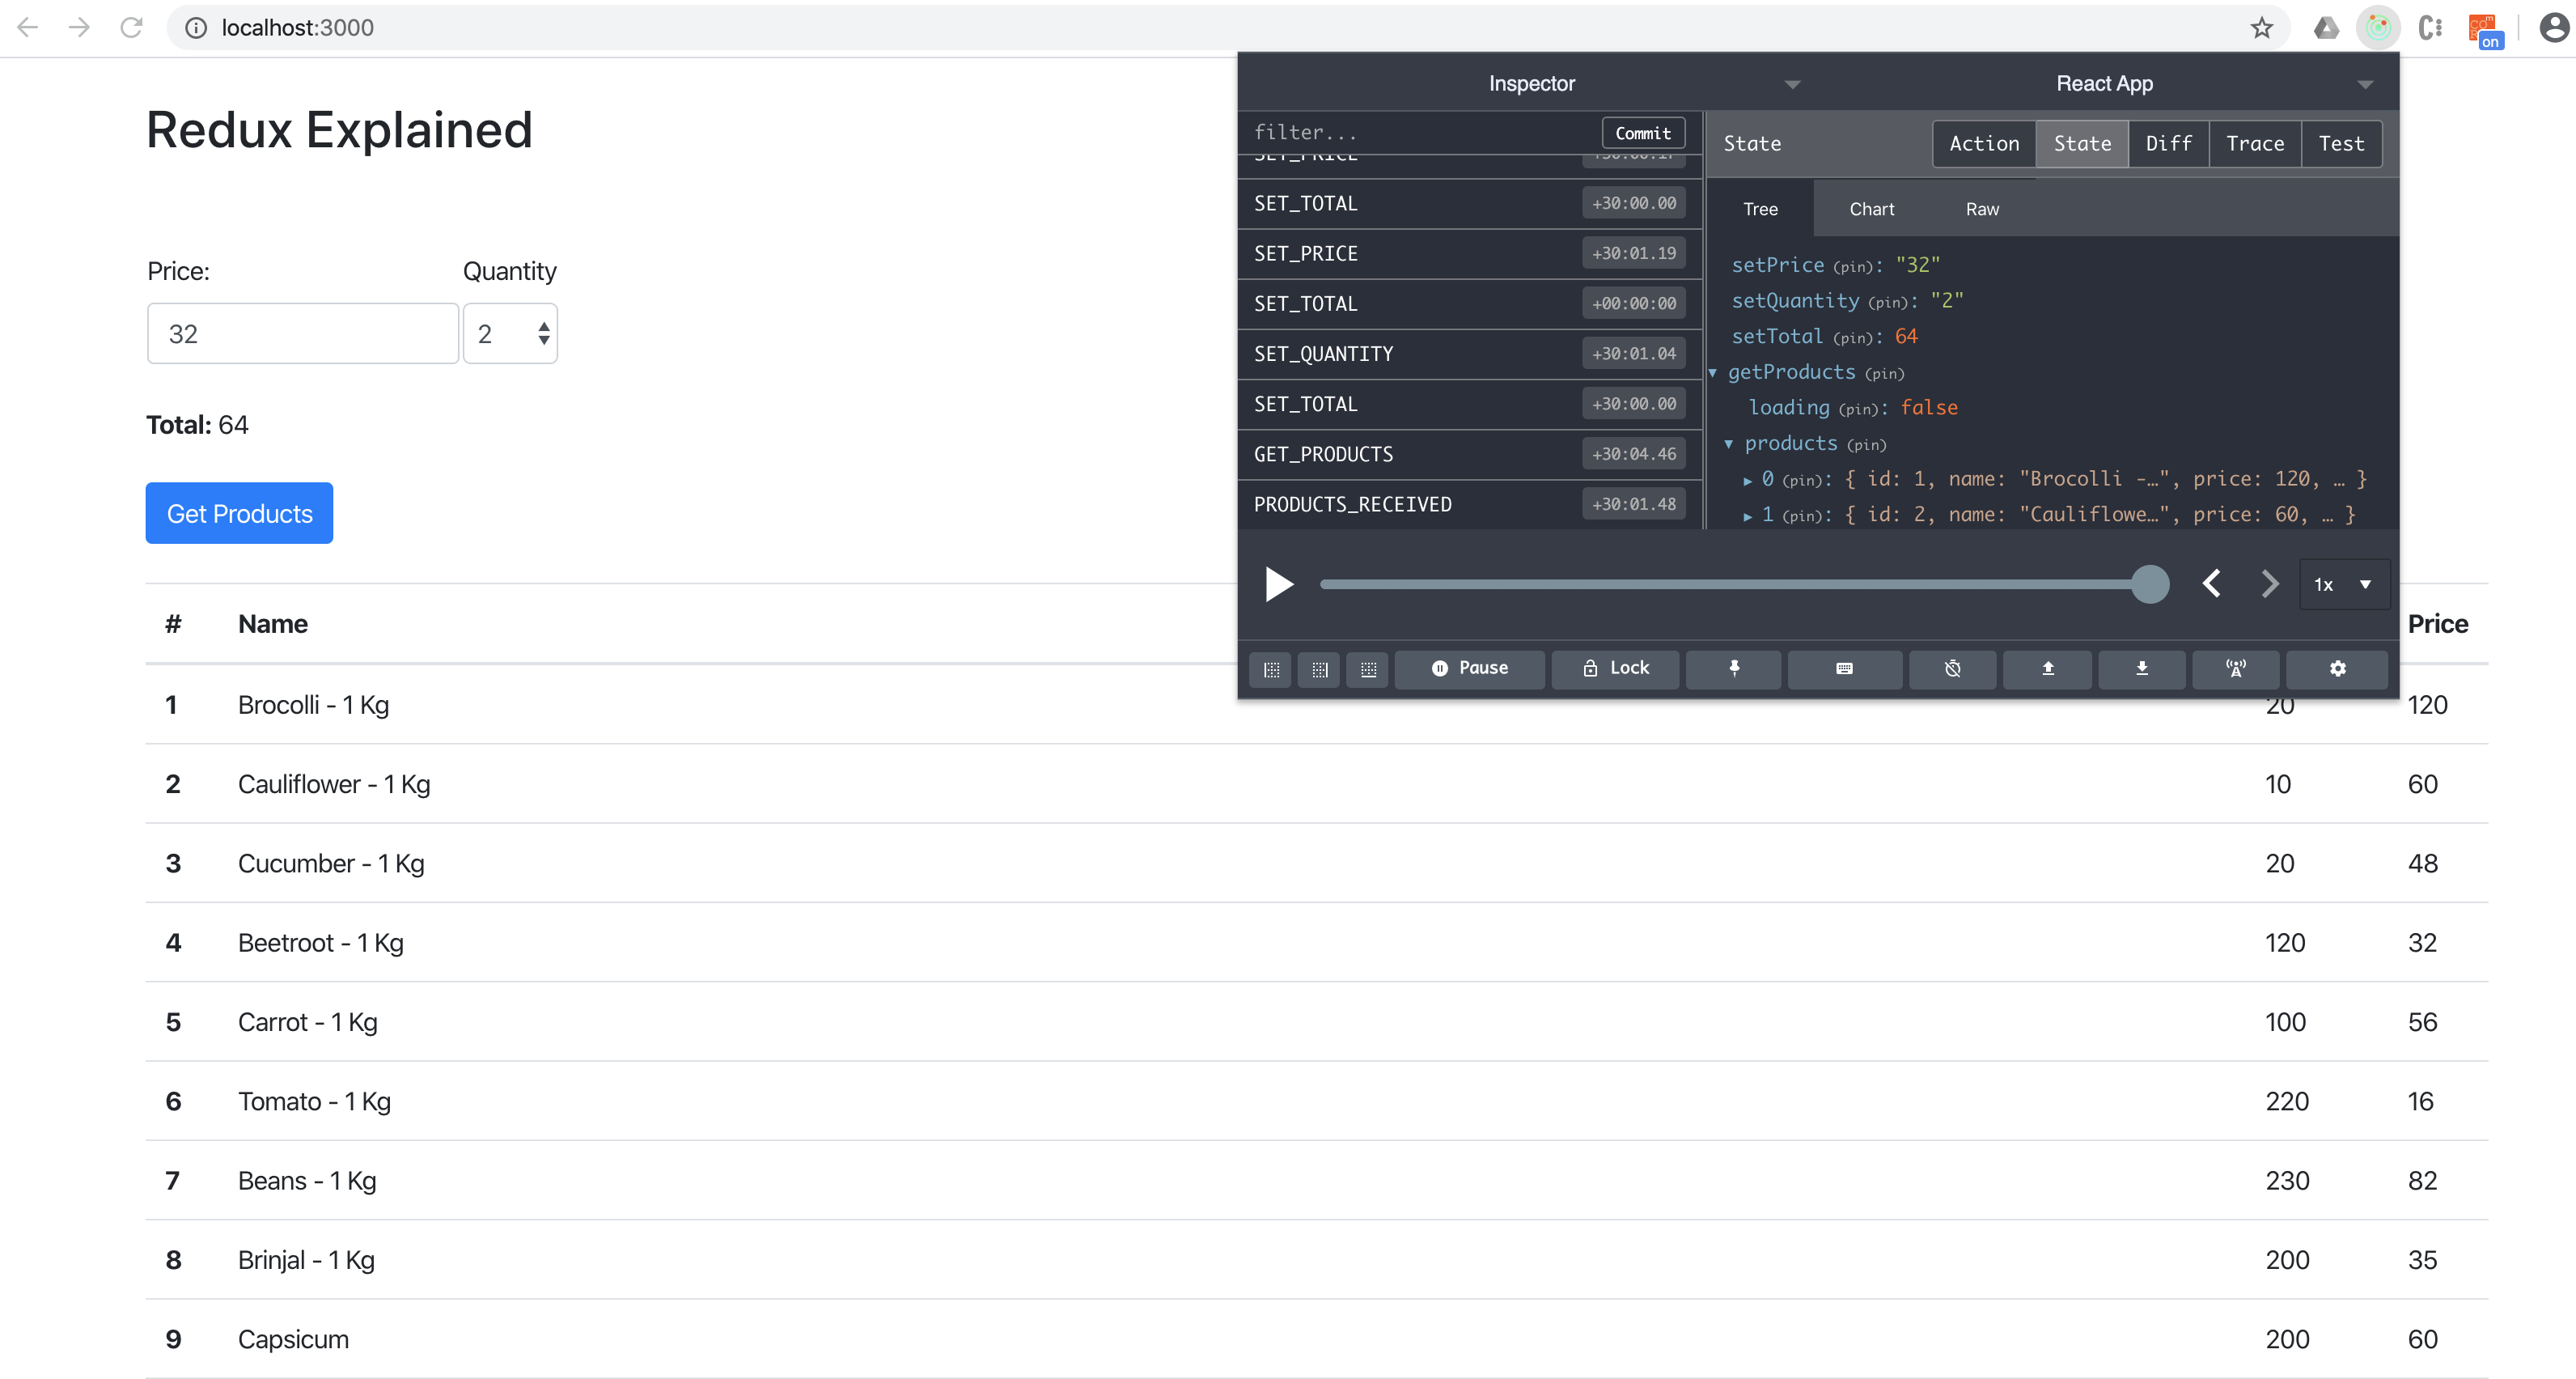 localhost:3000
on
Redux Explained
Price: Quantity
32 2
Total: 64
Get Products
Inspector React App
filter... Commit
SET_PRICE +30:00.17
SET_TOTAL +30:00.00
SET_PRICE +30:01.19
SET_TOTAL +00:00:00
SET_QUANTITY +30:01.04
SET_TOTAL +30:00.00
GET_PRODUCTS +30:04.46
PRODUCTS_RECEIVED +30:01.48
State Action State Diff Trace Test
Tree Chart Raw
setPrice (pin): "32"
setQuantity (pin): "2"
setTotal (pin): 64
▼ getProducts (pin)
loading (pin): false
▼ products (pin)
▶ 0 (pin): { id: 1, name: "Brocolli -…", price: 120, … }
▶ 1 (pin): { id: 2, name: "Cauliflowe…", price: 60, … }
1x
Pause Lock
# Name Price
1 Brocolli - 1 Kg 20 120
2 Cauliflower - 1 Kg 10 60
3 Cucumber - 1 Kg 20 48
4 Beetroot - 1 Kg 120 32
5 Carrot - 1 Kg 100 56
6 Tomato - 1 Kg 220 16
7 Beans - 1 Kg 230 82
8 Brinjal - 1 Kg 200 35
9 Capsicum 200 60